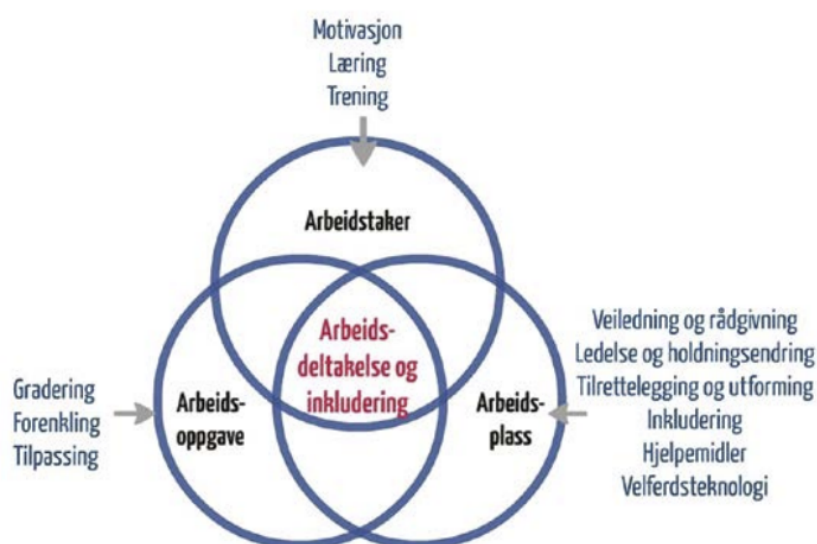 Motivasjon
Læring
Trening
Arbeidstaker
Arbeids-
deltakelse og
inkludering
Gradering
Forenkling
Tilpassing
Arbeids-
oppgave
Arbeids-
plass
Veiledning og rådgivning
Ledelse og holdningsendring
Tilrettelegging og utforming
Inkludering
Hjelpemidler
Velferdsteknologi